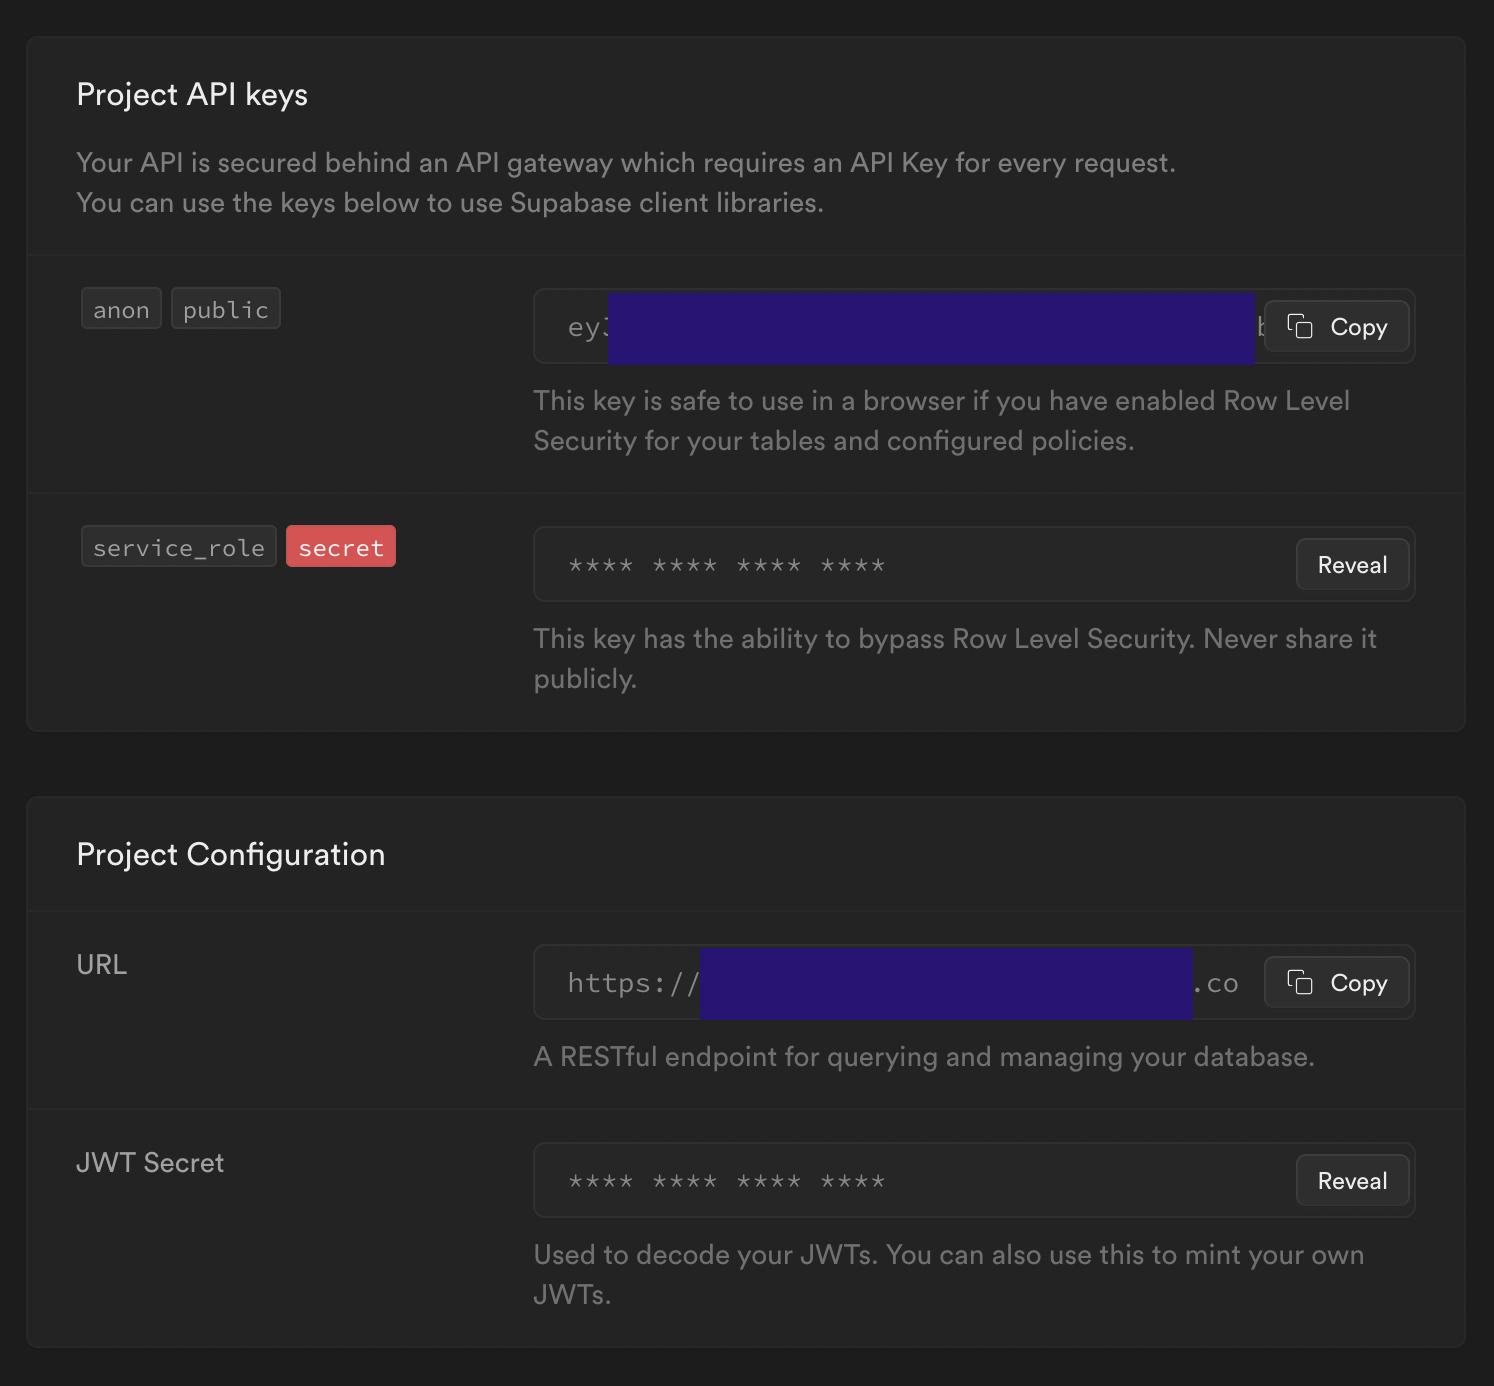 Project API keys
Your API is secured behind an API gateway which requires an API Key for every request.
You can use the keys below to use Supabase client libraries.
anon public
eyJ
Copy
This key is safe to use in a browser if you have enabled Row Level
Security for your tables and configured policies.
service_role secret
**** **** **** ****
Reveal
This key has the ability to bypass Row Level Security. Never share it
publicly.
Project Configuration
URL
https://
.co
Copy
A RESTful endpoint for querying and managing your database.
JWT Secret
**** **** **** ****
Reveal
Used to decode your JWTs. You can also use this to mint your own
JWTs.